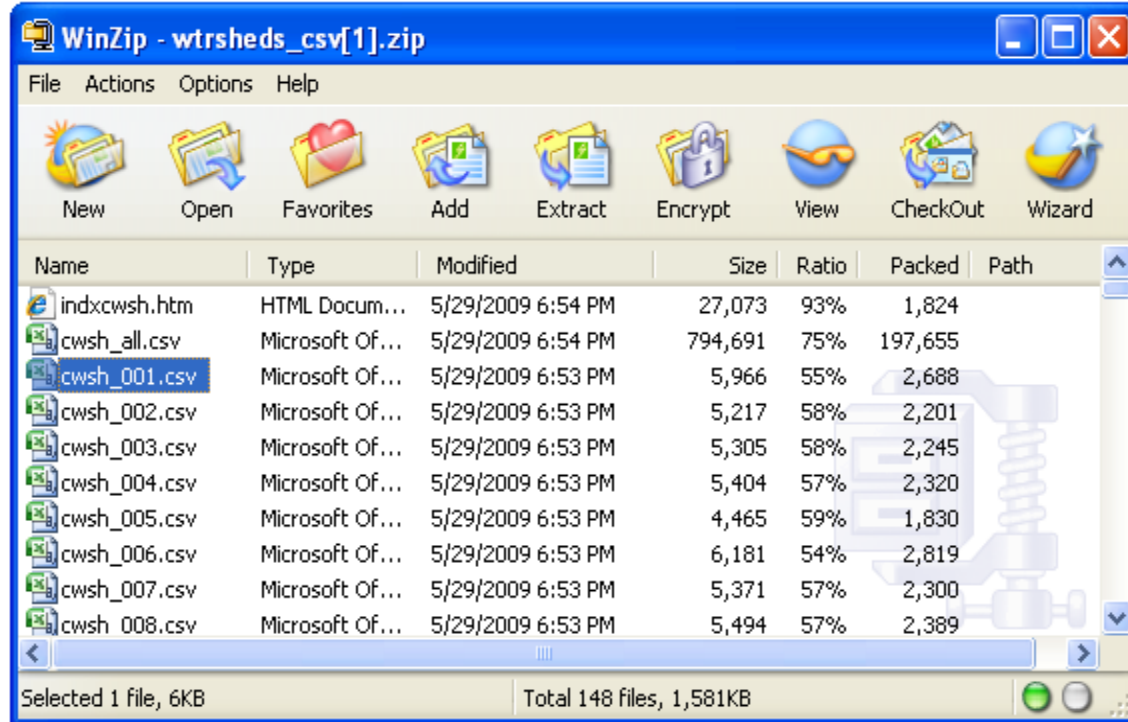 WinZip - wtrsheds_csv[1].zip
File Actions Options Help
New Open Favorites Add Extract Encrypt View CheckOut Wizard
Name Type Modified Size Ratio Packed Path
indxcwsh.htm HTML Docum... 5/29/2009 6:54 PM 27,073 93% 1,824
cwsh_all.csv Microsoft Of... 5/29/2009 6:54 PM 794,691 75% 197,655
cwsh_001.csv Microsoft Of... 5/29/2009 6:53 PM 5,966 55% 2,688
cwsh_002.csv Microsoft Of... 5/29/2009 6:53 PM 5,217 58% 2,201
cwsh_003.csv Microsoft Of... 5/29/2009 6:53 PM 5,305 58% 2,245
cwsh_004.csv Microsoft Of... 5/29/2009 6:53 PM 5,404 57% 2,320
cwsh_005.csv Microsoft Of... 5/29/2009 6:53 PM 4,465 59% 1,830
cwsh_006.csv Microsoft Of... 5/29/2009 6:53 PM 6,181 54% 2,819
cwsh_007.csv Microsoft Of... 5/29/2009 6:53 PM 5,371 57% 2,300
cwsh_008.csv Microsoft Of... 5/29/2009 6:53 PM 5,494 57% 2,389
Selected 1 file, 6KB Total 148 files, 1,581KB